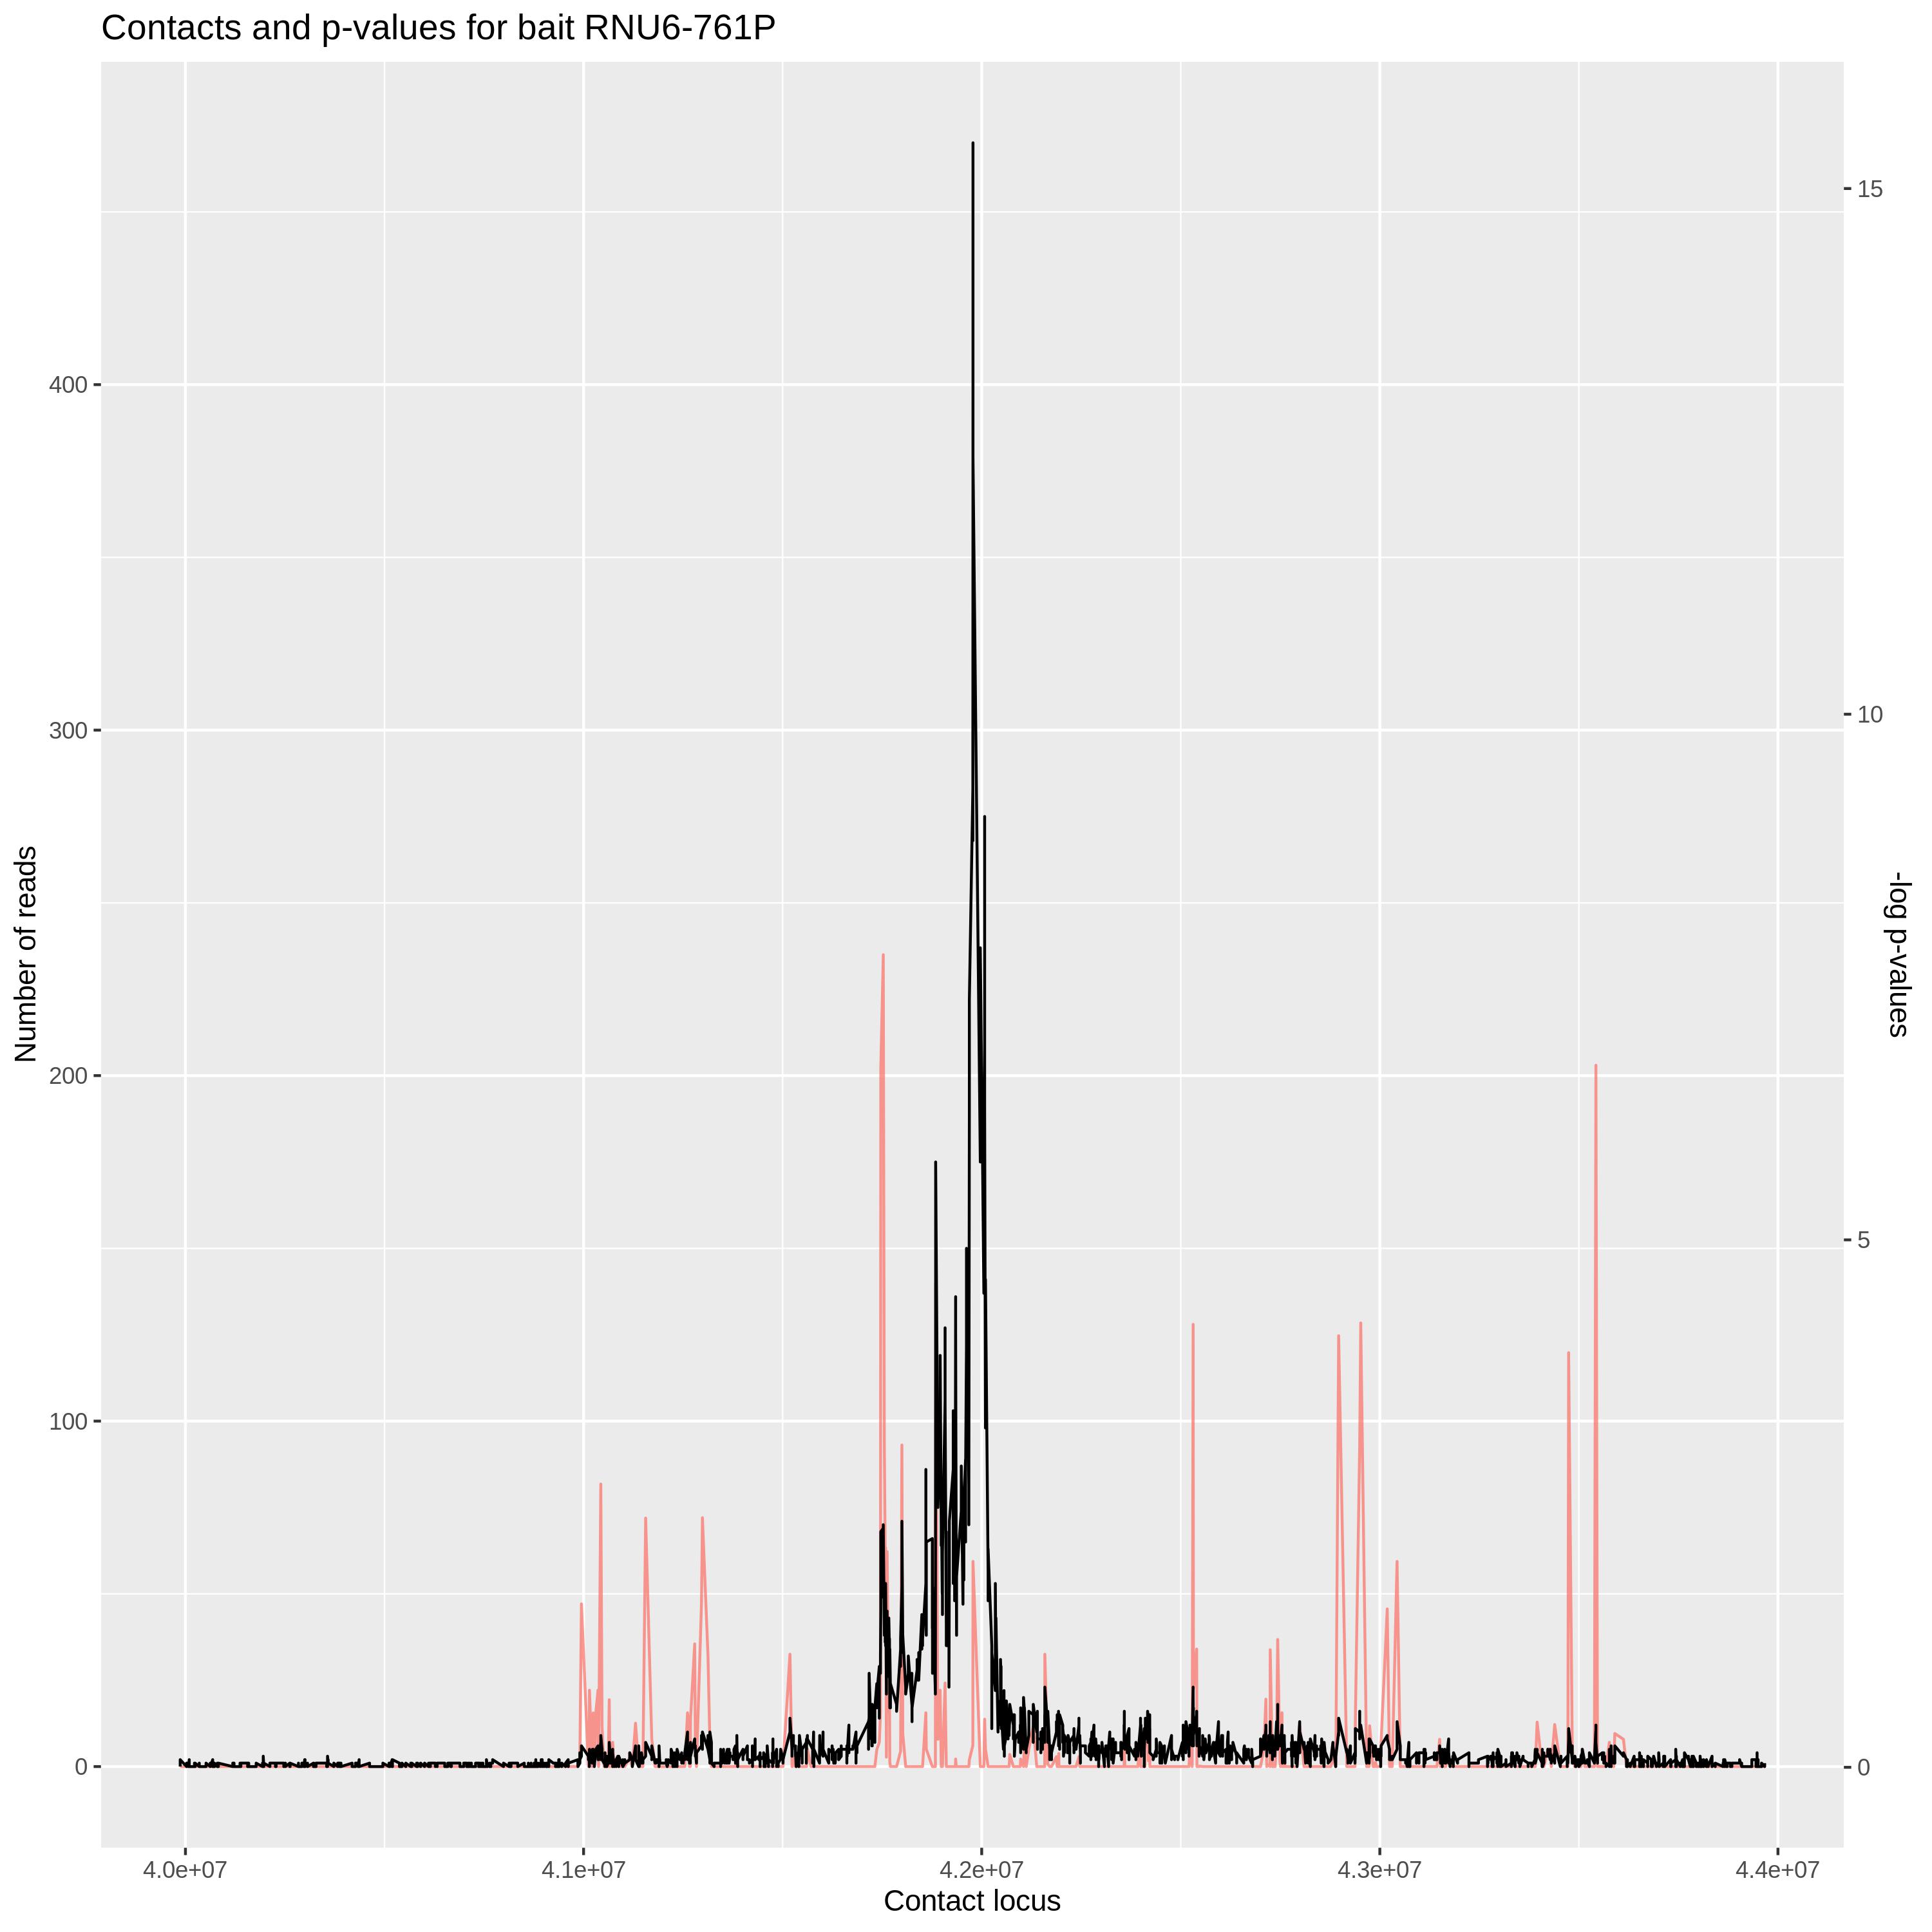 Contacts and p-values for bait RNU6-761P
Number of reads
400
300
200
100
0
15
10
5
0
-log p-values
4.0e+07
4.1e+07
4.2e+07
4.3e+07
4.4e+07
Contact locus